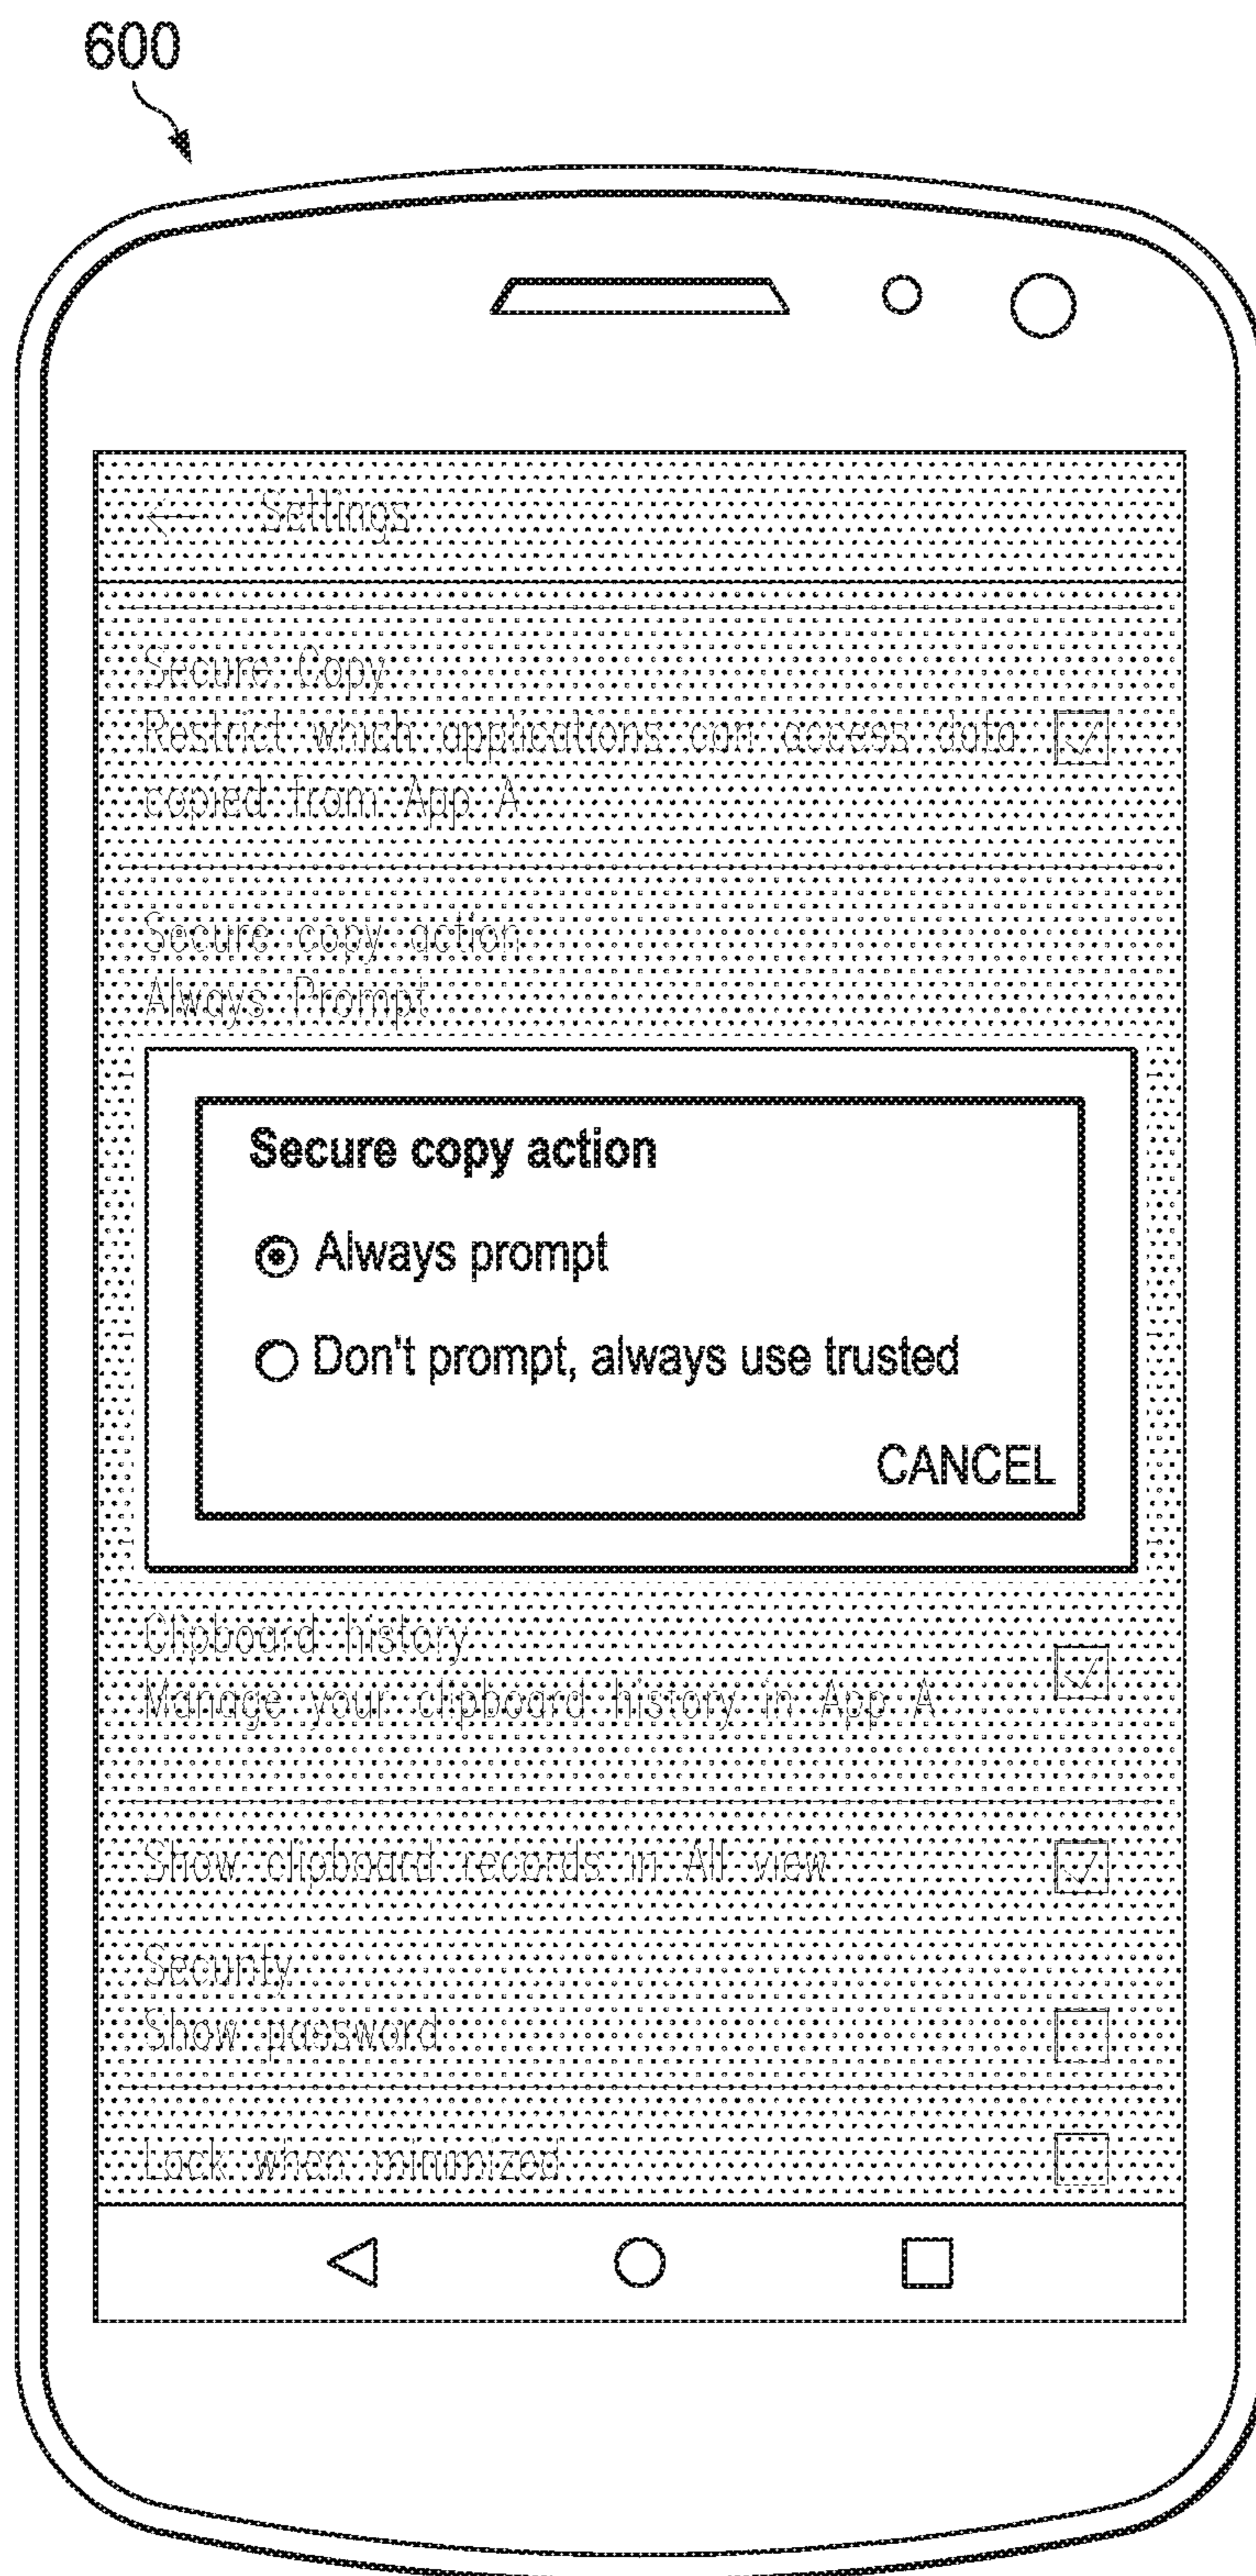 600
Settings
Secure Copy
Restrict which applications can access data
copied from App A
Secure copy action
Always Prompt
Secure copy action
Always prompt
Don't prompt, always use trusted
CANCEL
Clipboard history
Manage your clipboard history in App A
Show clipboard records in All view
Security
Show password
Lock when minimized